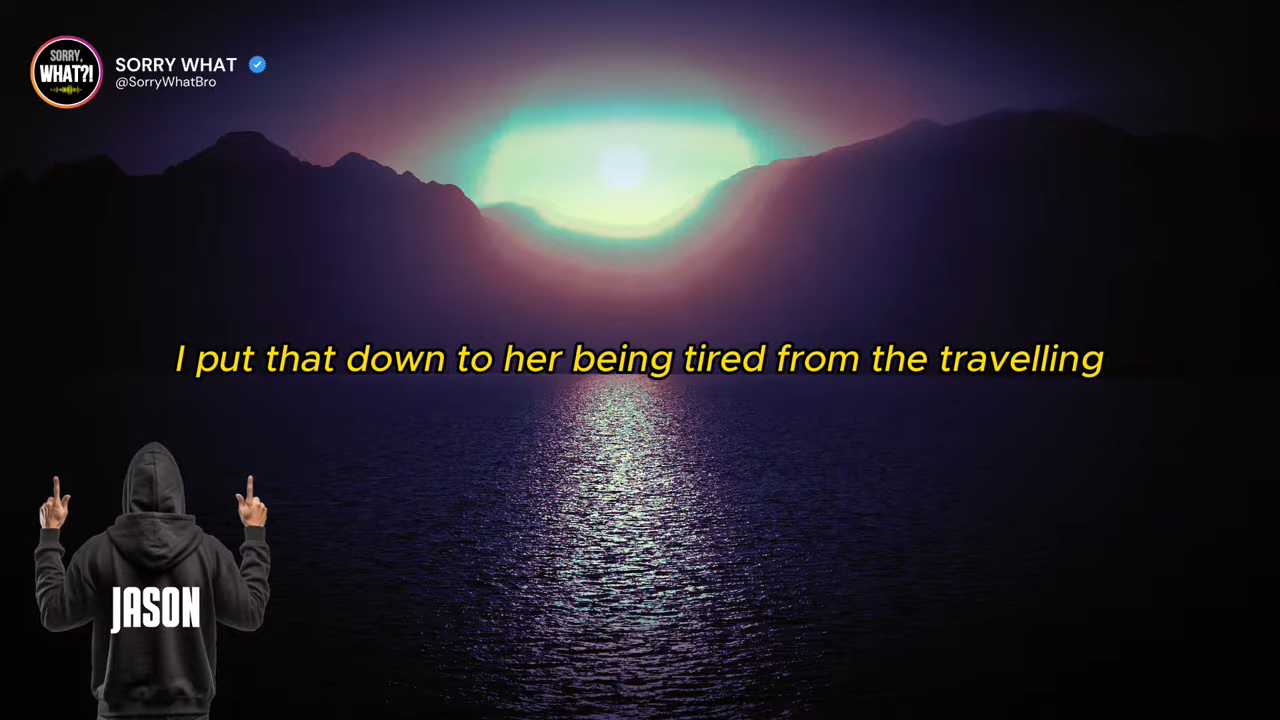 SORRY,
WHAT?!
SORRY WHAT
@SorryWhatBro
I put that down to her being tired from the travelling
JASON